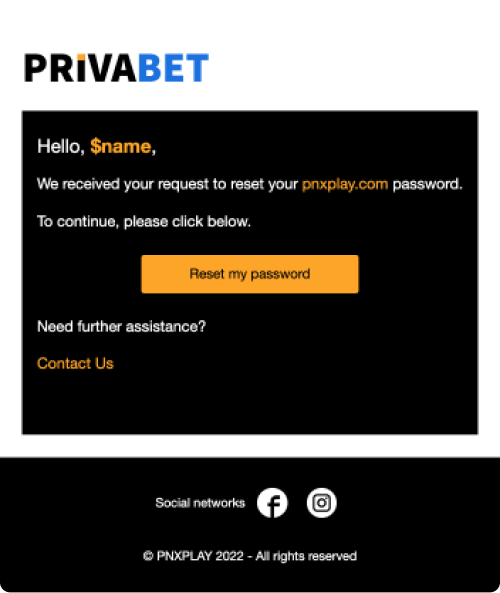 PRiVABET
Hello, $name,
We received your request to reset your pnxplay.com password.
To continue, please click below.
Reset my password
Need further assistance?
Contact Us
Social networks
© PNXPLAY 2022 - All rights reserved